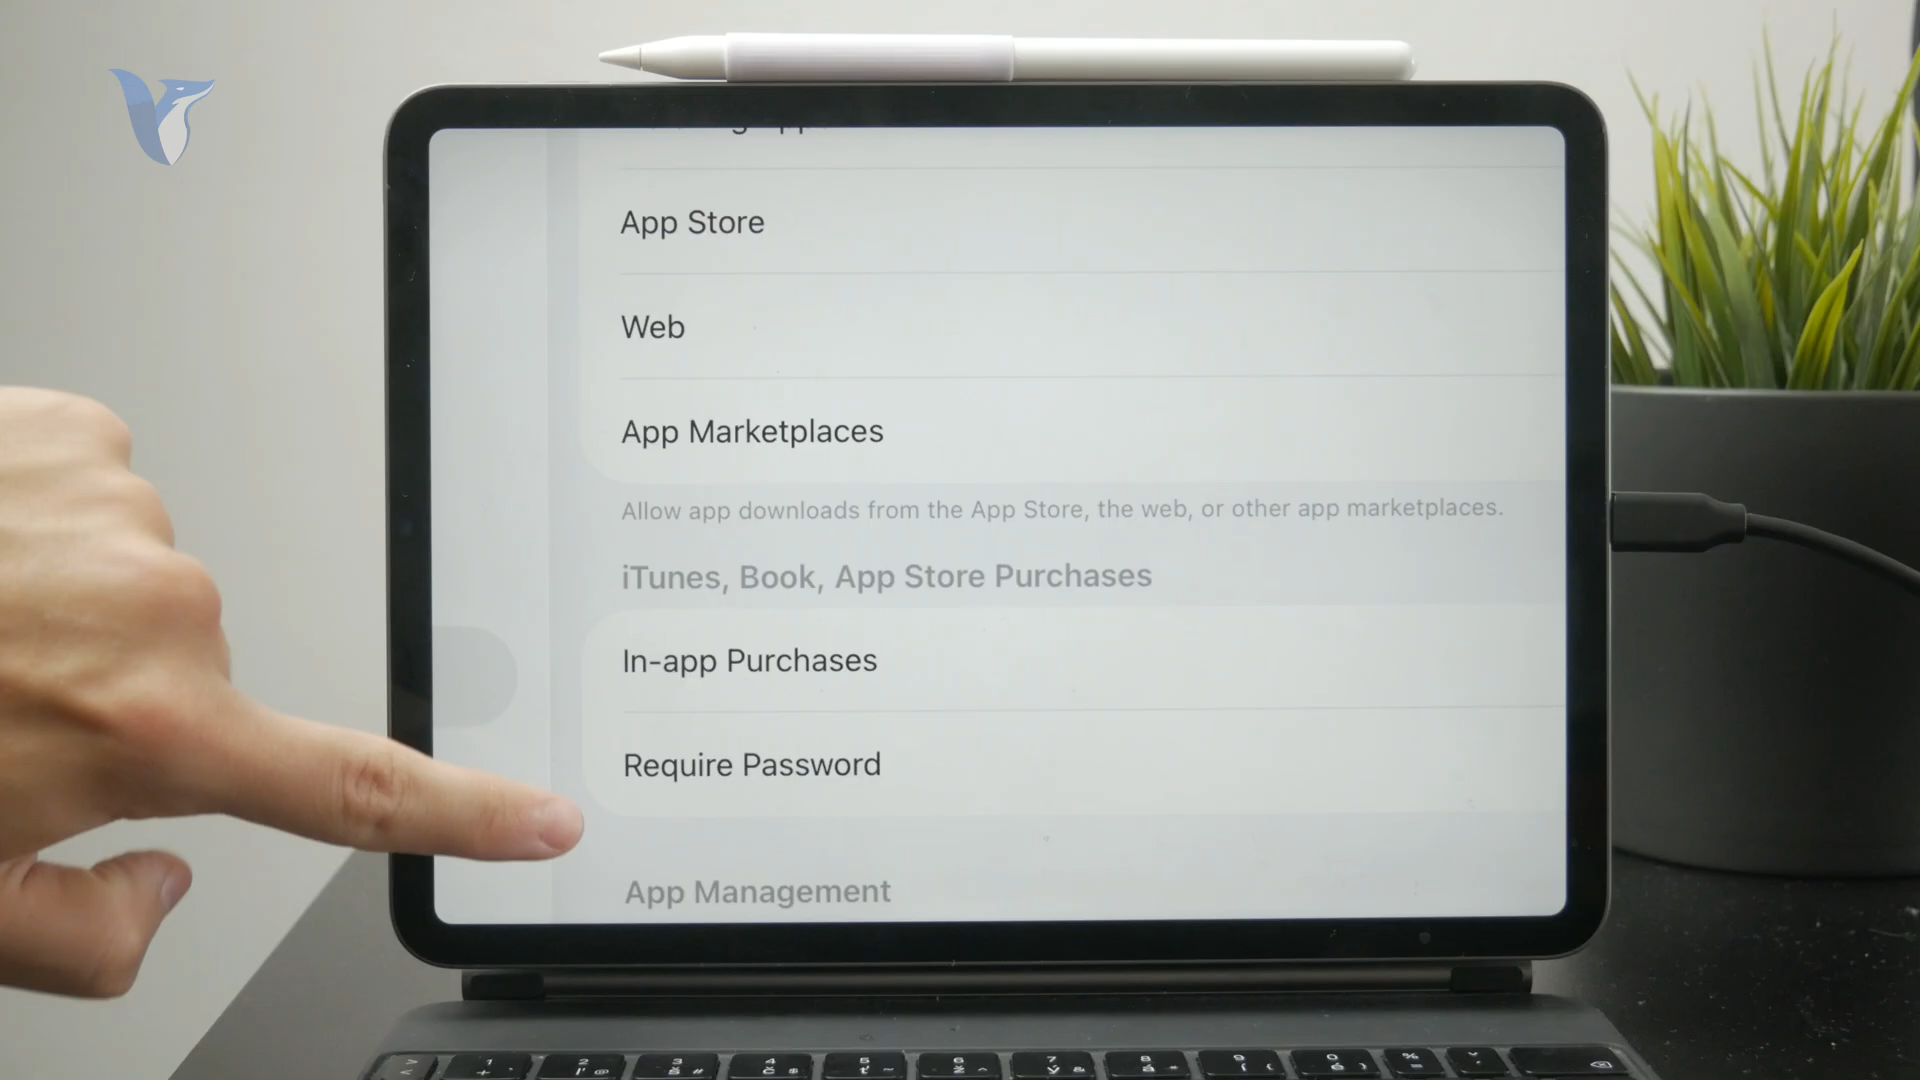 App Store
Web
App Marketplaces
Allow app downloads from the App Store, the web, or other app marketplaces.
iTunes, Book, App Store Purchases
In-app Purchases
Require Password
App Management